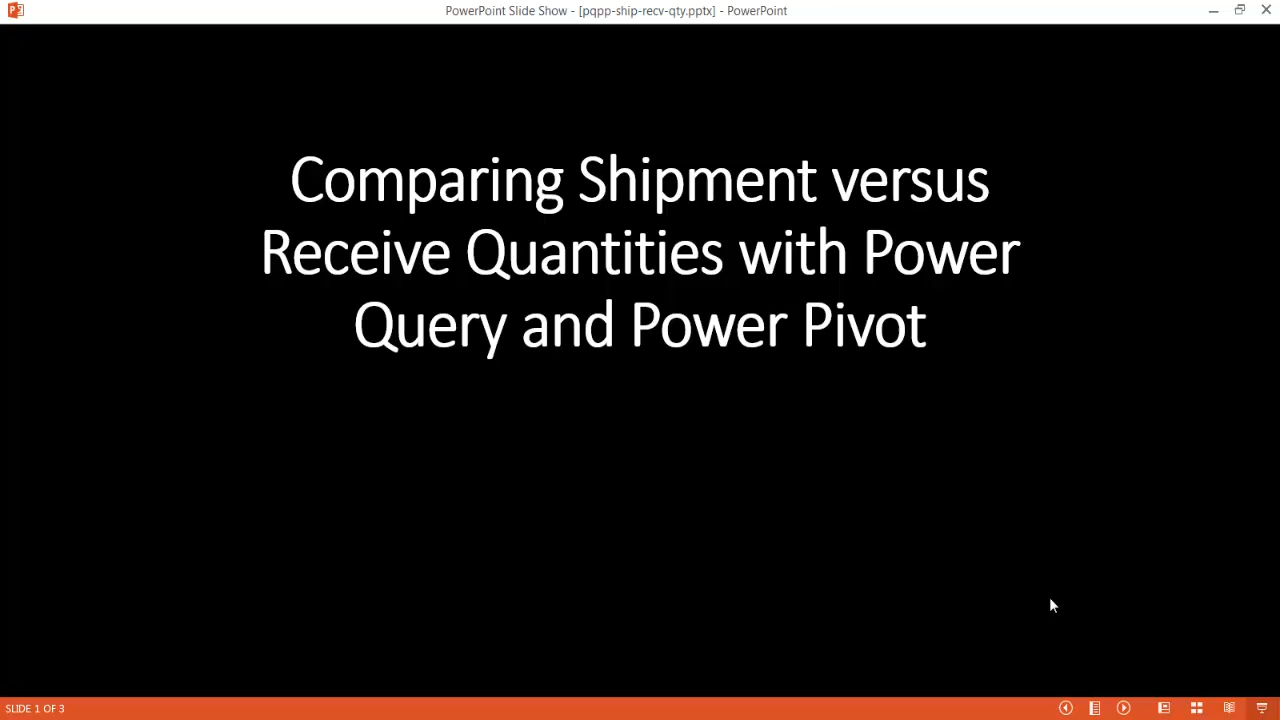 PowerPoint Slide Show - [pqpp-ship-recv-qty.pptx] - PowerPoint
Comparing Shipment versus
Receive Quantities with Power
Query and Power Pivot
SLIDE 1 OF 3